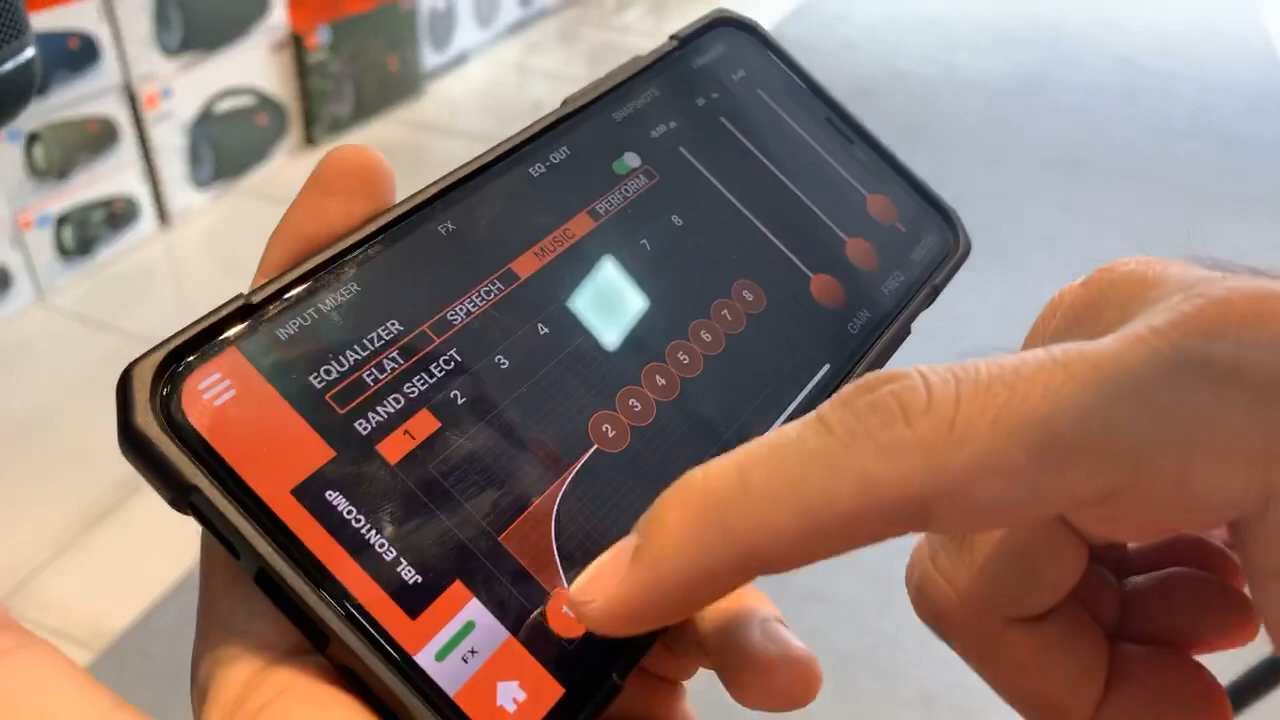 INPUT MIXER
FX
EQ - OUT
SNAPSHOTS
EQUALIZER
FLAT
SPEECH
MUSIC
PERFORM
BAND SELECT
1
2
3
4
7
8
1
2
3
4
5
6
7
8
GAIN
FREQ
JBL EON1COMP
FX